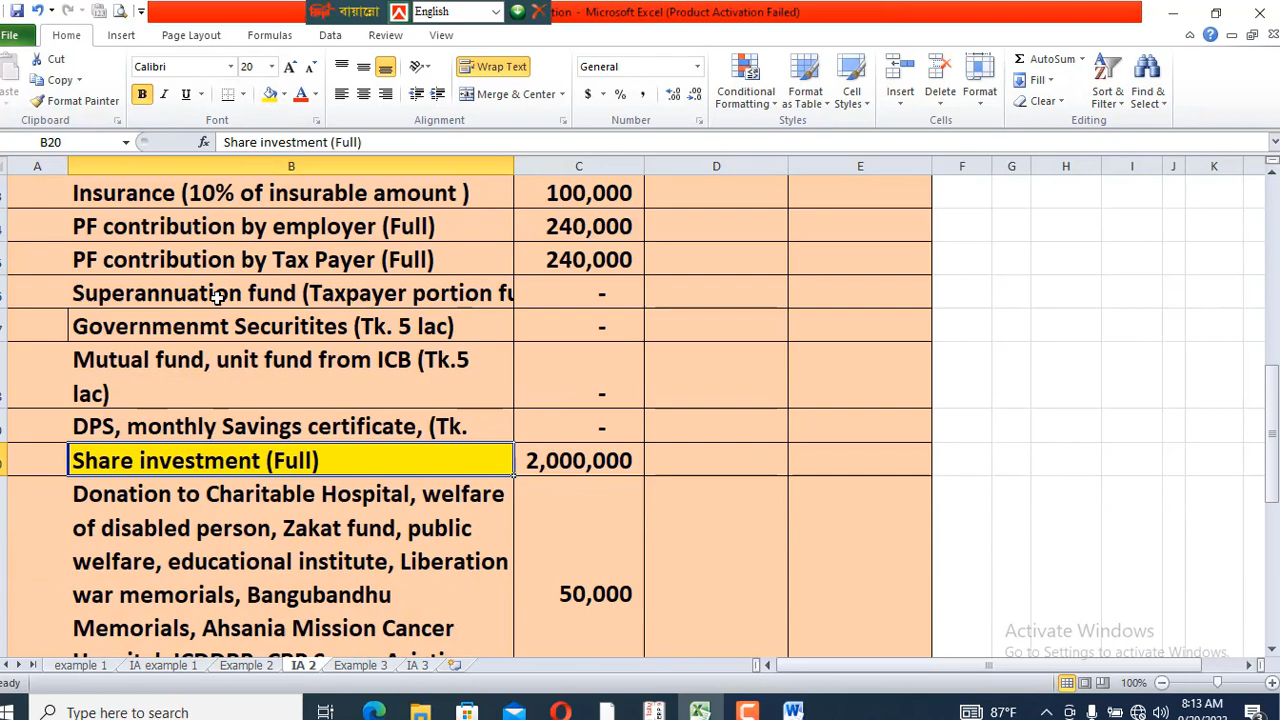 বায়ান্নো English tion - Microsoft Excel (Product Activation Failed)
File Home Insert Page Layout Formulas Data Review View
Cut
Copy
Format Painter
Clipboard
Calibri 20
B I U
Font
Wrap Text
Merge & Center
Alignment
General
$ % ,
Number
Conditional Formatting
Format as Table
Cell Styles
Styles
Insert Delete Format
Cells
Σ AutoSum
Fill
Clear
Sort & Filter
Find & Select
Editing
B20 fx Share investment (Full)
A B C D E F G H I J K
Insurance (10% of insurable amount ) 100,000
PF contribution by employer (Full) 240,000
PF contribution by Tax Payer (Full) 240,000
Superannuation fund (Taxpayer portion fu -
Governmenmt Securitites (Tk. 5 lac) -
Mutual fund, unit fund from ICB (Tk.5
lac) -
DPS, monthly Savings certificate, (Tk. -
Share investment (Full) 2,000,000
Donation to Charitable Hospital, welfare
of disabled person, Zakat fund, public
welfare, educational institute, Liberation
war memorials, Bangubandhu 50,000
Memorials, Ahsania Mission Cancer
Activate Windows
Go to Settings to activate Windows.
example 1 IA example 1 Example 2 IA 2 Example 3 IA 3
eady 100%
Type here to search 87°F 8:13 AM